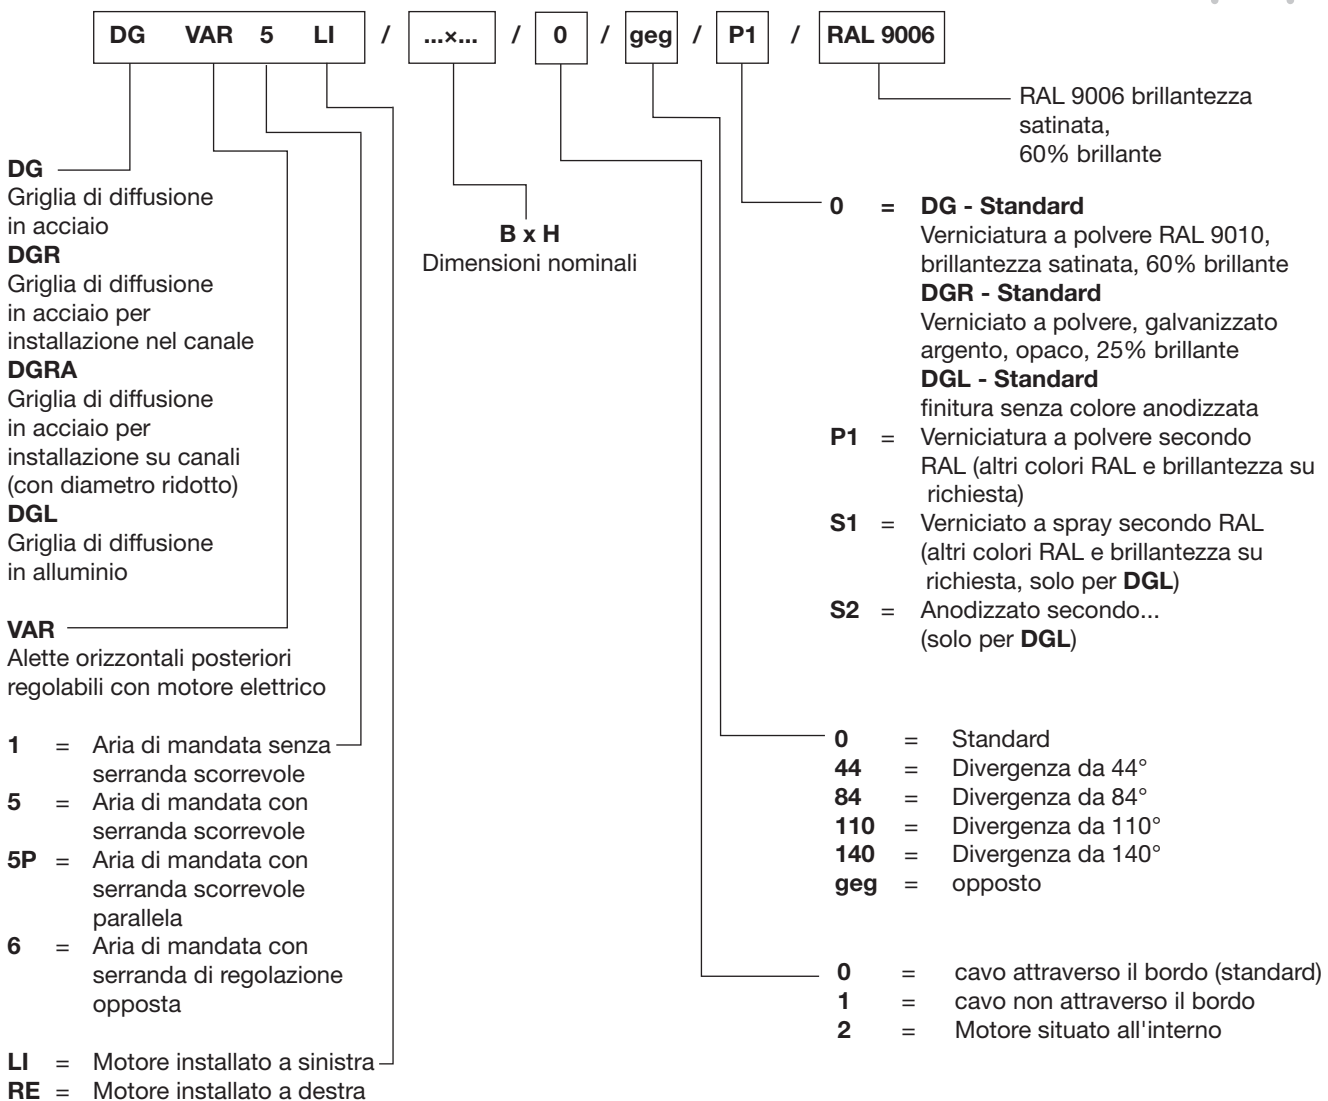 DG VAR 5 LI / ...×... / 0 / geg / P1 / RAL 9006
RAL 9006 brillantezza
satinata,
60% brillante
DG
Griglia di diffusione
in acciaio
DGR
Griglia di diffusione
in acciaio per
installazione nel canale
DGRA
Griglia di diffusione
in acciaio per
installazione su canali
(con diametro ridotto)
DGL
Griglia di diffusione
in alluminio
VAR
Alette orizzontali posteriori
regolabili con motore elettrico
1 = Aria di mandata senza
serranda scorrevole
5 = Aria di mandata con
serranda scorrevole
5P = Aria di mandata con
serranda scorrevole
parallela
6 = Aria di mandata con
serranda di regolazione
opposta
LI = Motore installato a sinistra
RE = Motore installato a destra
B x H
Dimensioni nominali
0 = DG - Standard
Verniciatura a polvere RAL 9010,
brillantezza satinata, 60% brillante
DGR - Standard
Verniciato a polvere, galvanizzato
argento, opaco, 25% brillante
DGL - Standard
finitura senza colore anodizzata
P1 = Verniciatura a polvere secondo
RAL (altri colori RAL e brillantezza su
richiesta)
S1 = Verniciato a spray secondo RAL
(altri colori RAL e brillantezza su
richiesta, solo per DGL)
S2 = Anodizzato secondo...
(solo per DGL)
0 = Standard
44 = Divergenza da 44°
84 = Divergenza da 84°
110 = Divergenza da 110°
140 = Divergenza da 140°
geg = opposto
0 = cavo attraverso il bordo (standard)
1 = cavo non attraverso il bordo
2 = Motore situato all'interno